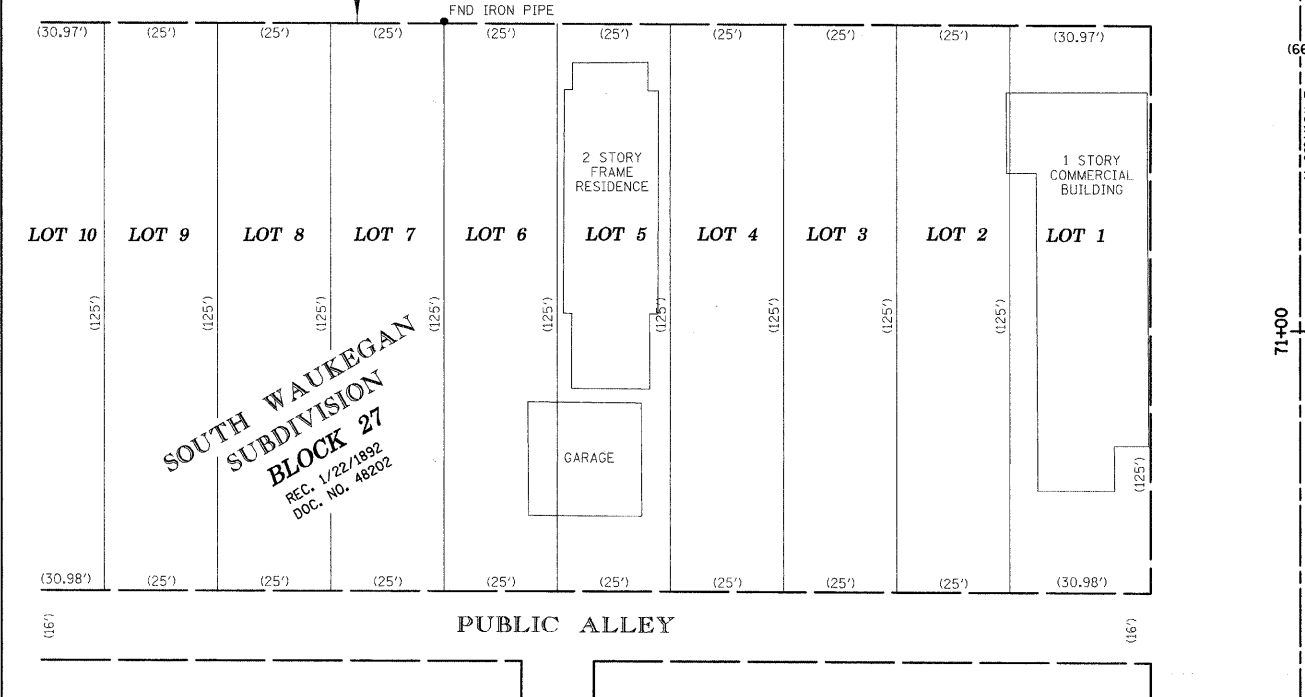 FND IRON PIPE
(30.97') (25') (25') (25') (25') (25') (25') (25') (25') (30.97')
2 STORY
FRAME
RESIDENCE
1 STORY
COMMERCIAL
BUILDING
LOT 10 LOT 9 LOT 8 LOT 7 LOT 6 LOT 5 LOT 4 LOT 3 LOT 2 LOT 1
(125') (125') (125') (125') (125') (125') (125') (125') (125')
71+00
SOUTH WAUKEGAN
SUBDIVISION
BLOCK 27
REC. 1/22/1892
DOC. NO. 48202
GARAGE
(125')
(30.98') (25') (25') (25') (25') (25') (25') (25') (25') (30.98')
(16') PUBLIC ALLEY (16')